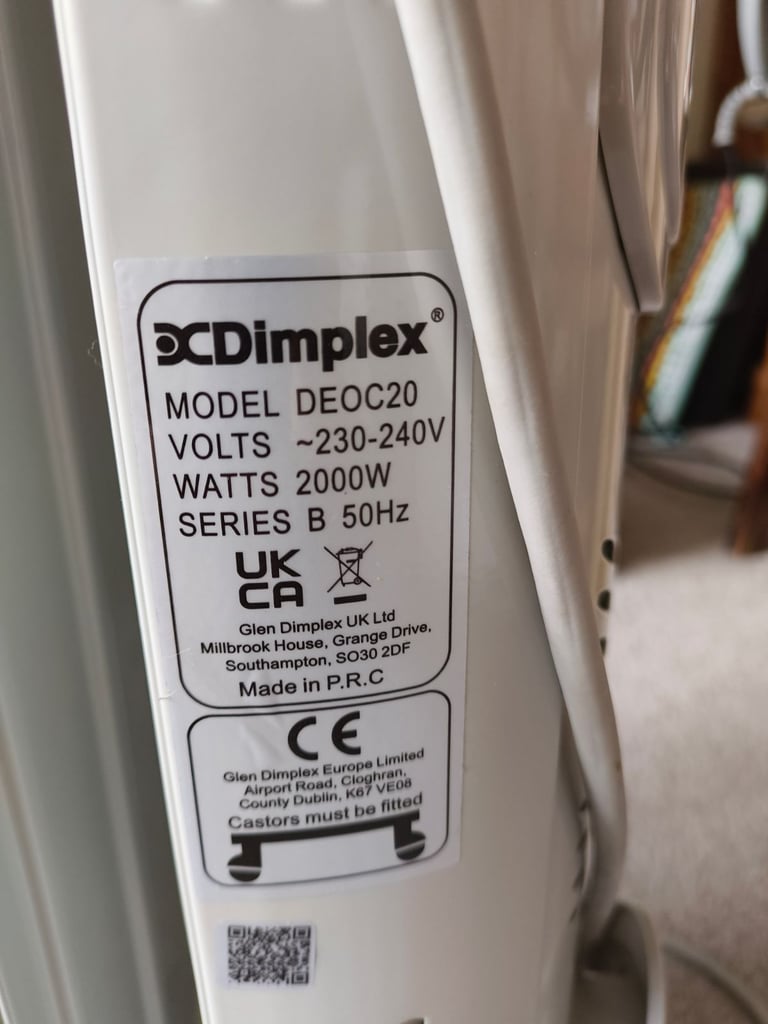 Dimplex®
MODEL DEOC20
VOLTS ~230-240V
WATTS 2000W
SERIES B 50Hz
UK
CA
Glen Dimplex UK Ltd
Millbrook House, Grange Drive,
Southampton, SO30 2DF
Made in P.R.C
CE
Glen Dimplex Europe Limited
Airport Road, Cloghran,
County Dublin, K67 VE08
Castors must be fitted